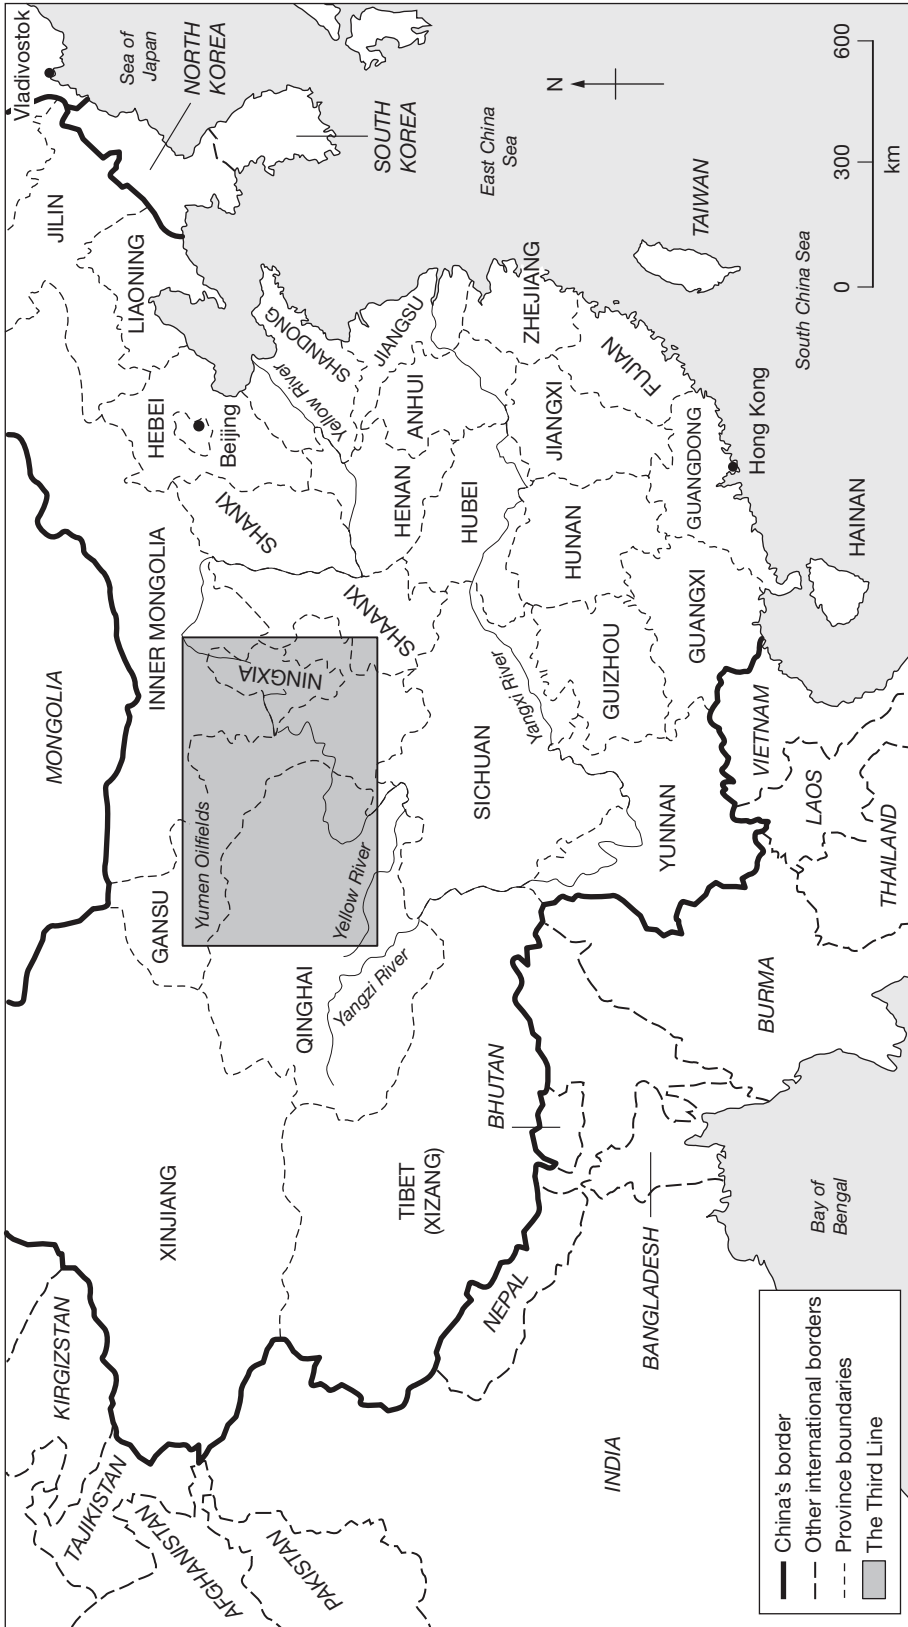 KIRGIZSTAN
TAJIKISTAN
AFGHANISTAN
PAKISTAN
XINJIANG
MONGOLIA
INNER MONGOLIA
GANSU
Yumen Oilfields
NINGXIA
Yellow River
QINGHAI
Yangzi River
TIBET
(XIZANG)
NEPAL
BHUTAN
BANGLADESH
INDIA
BURMA
Bay of
Bengal
SICHUAN
SHAANXI
SHANXI
HEBEI
Beijing
LIAONING
JILIN
Vladivostok
Sea of
Japan
NORTH
KOREA
SOUTH
KOREA
SHANDONG
Yellow River
JIANGSU
ANHUI
HENAN
HUBEI
Yangxi River
East China
Sea
ZHEJIANG
JIANGXI
HUNAN
GUIZHOU
YUNNAN
GUANGXI
GUANGDONG
FUJIAN
TAIWAN
Hong Kong
HAINAN
South China Sea
VIETNAM
LAOS
THAILAND
N
0 300 600
km
China's border
Other international borders
Province boundaries
The Third Line